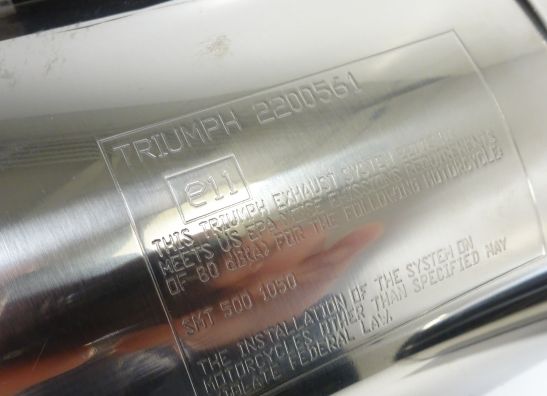 TRIUMPH 2200561
e11
THIS TRIUMPH EXHAUST SYSTEM
MEETS US EPA NOISE EMISSIONS REQUIREMENTS
OF 80 dB(A) FOR THE FOLLOWING MOTORCYCLE:
SMT 500 1050
THE INSTALLATION OF THE SYSTEM ON
MOTORCYCLES OTHER THAN SPECIFIED MAY
VIOLATE FEDERAL LAW